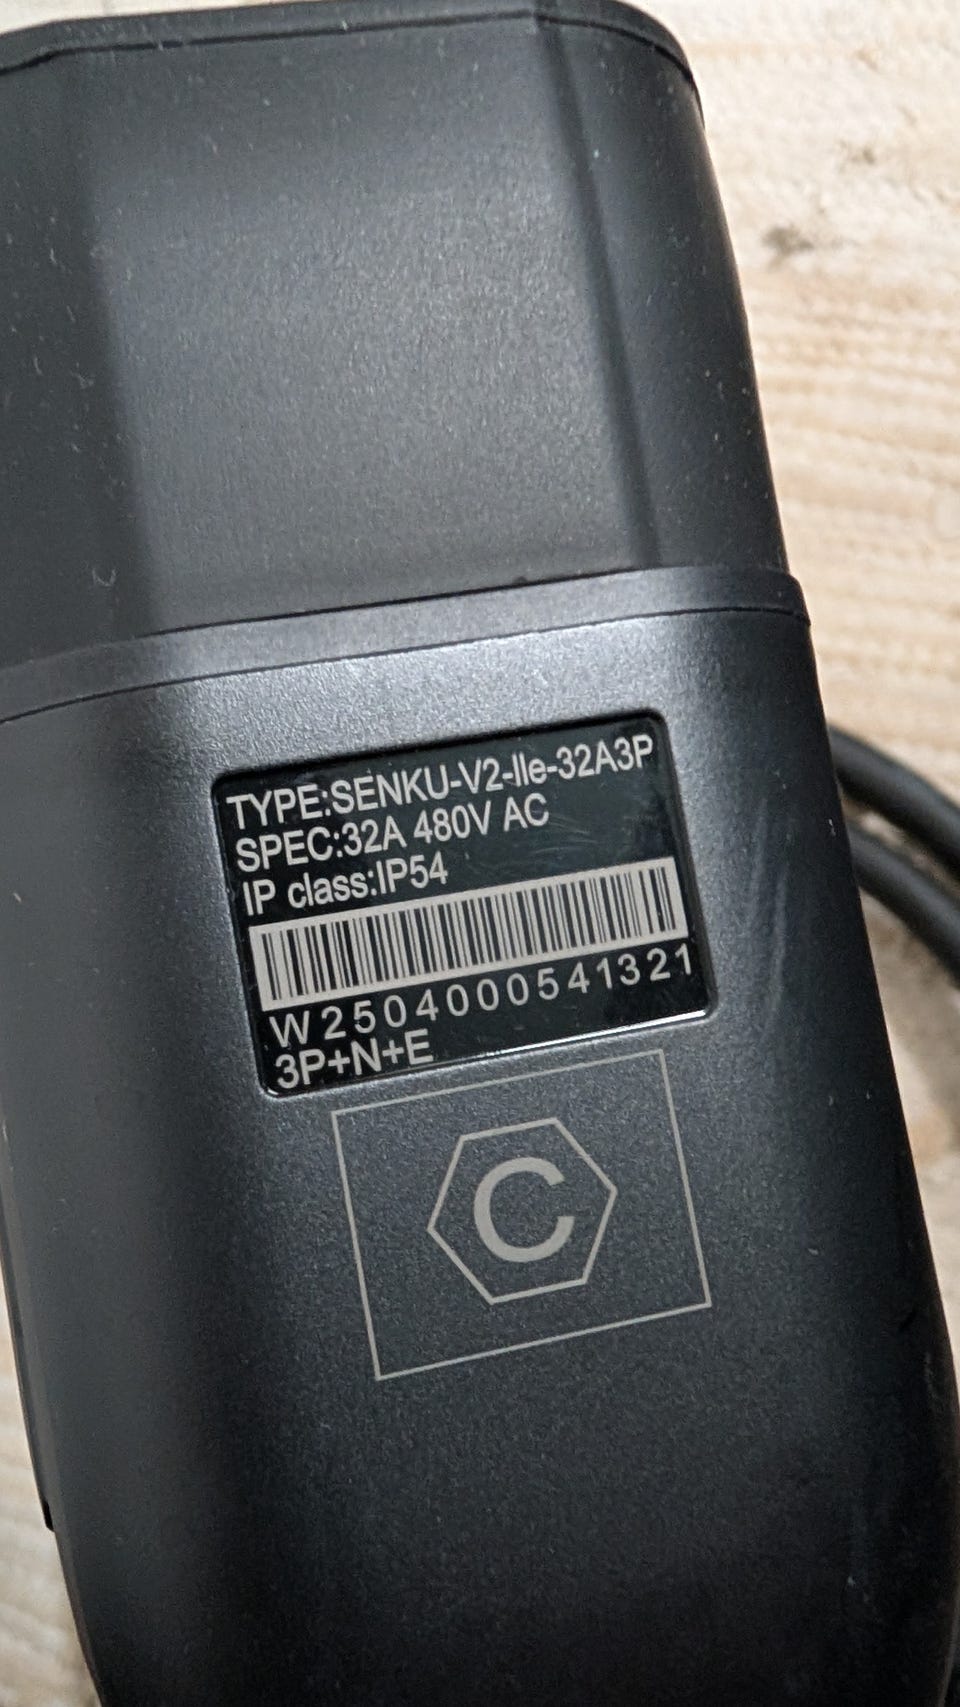 TYPE:SENKU-V2-IIe-32A3P
SPEC:32A 480V AC
IP class:IP54
W2504000541321
3P+N+E
C